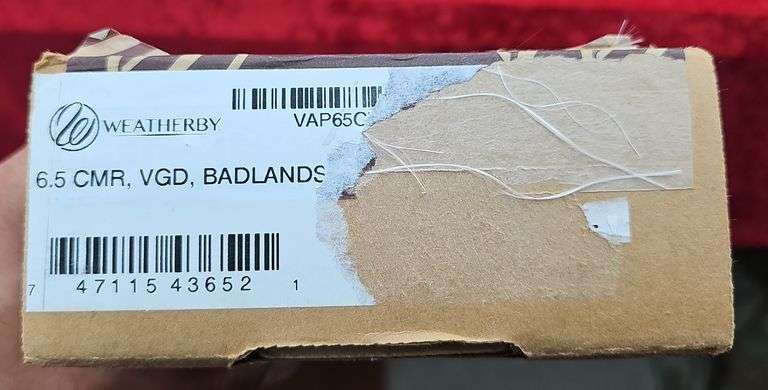 WEATHERBY
VAP65C
6.5 CMR, VGD, BADLANDS
7 47115 43652 1